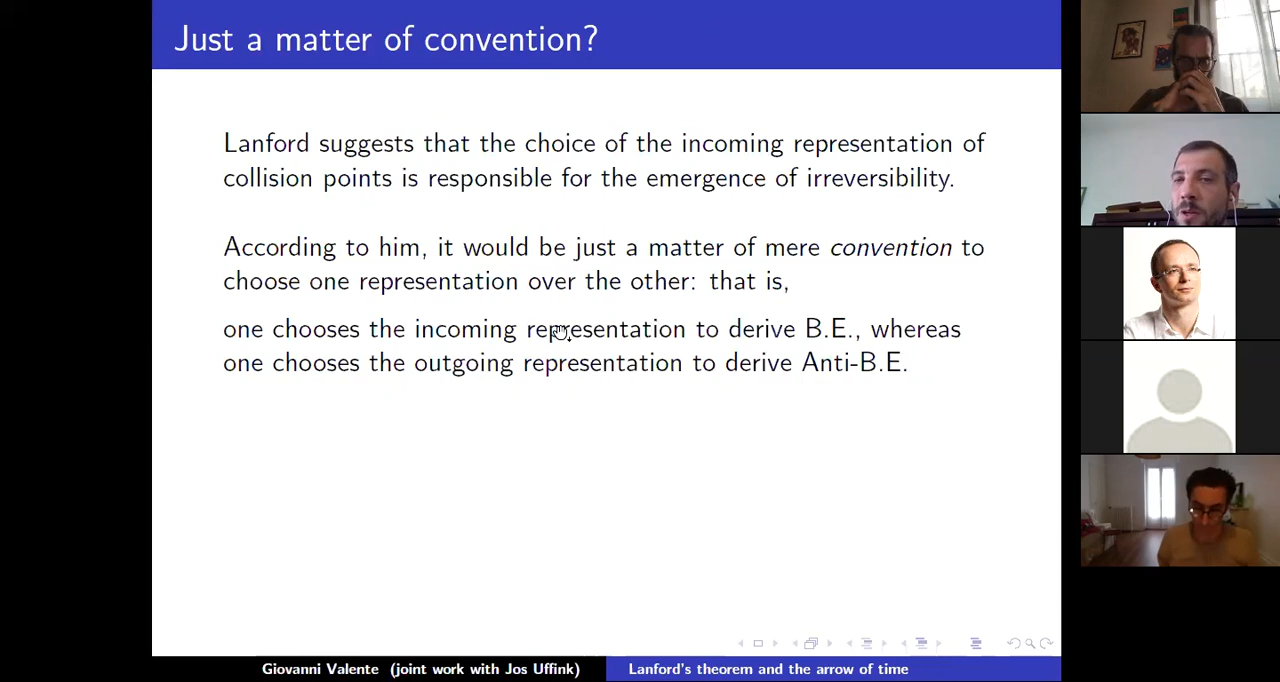 Just a matter of convention?
Lanford suggests that the choice of the incoming representation of
collision points is responsible for the emergence of irreversibility.
According to him, it would be just a matter of mere convention to
choose one representation over the other: that is,
one chooses the incoming representation to derive B.E., whereas
one chooses the outgoing representation to derive Anti-B.E.
Giovanni Valente (joint work with Jos Uffink)
Lanford's theorem and the arrow of time